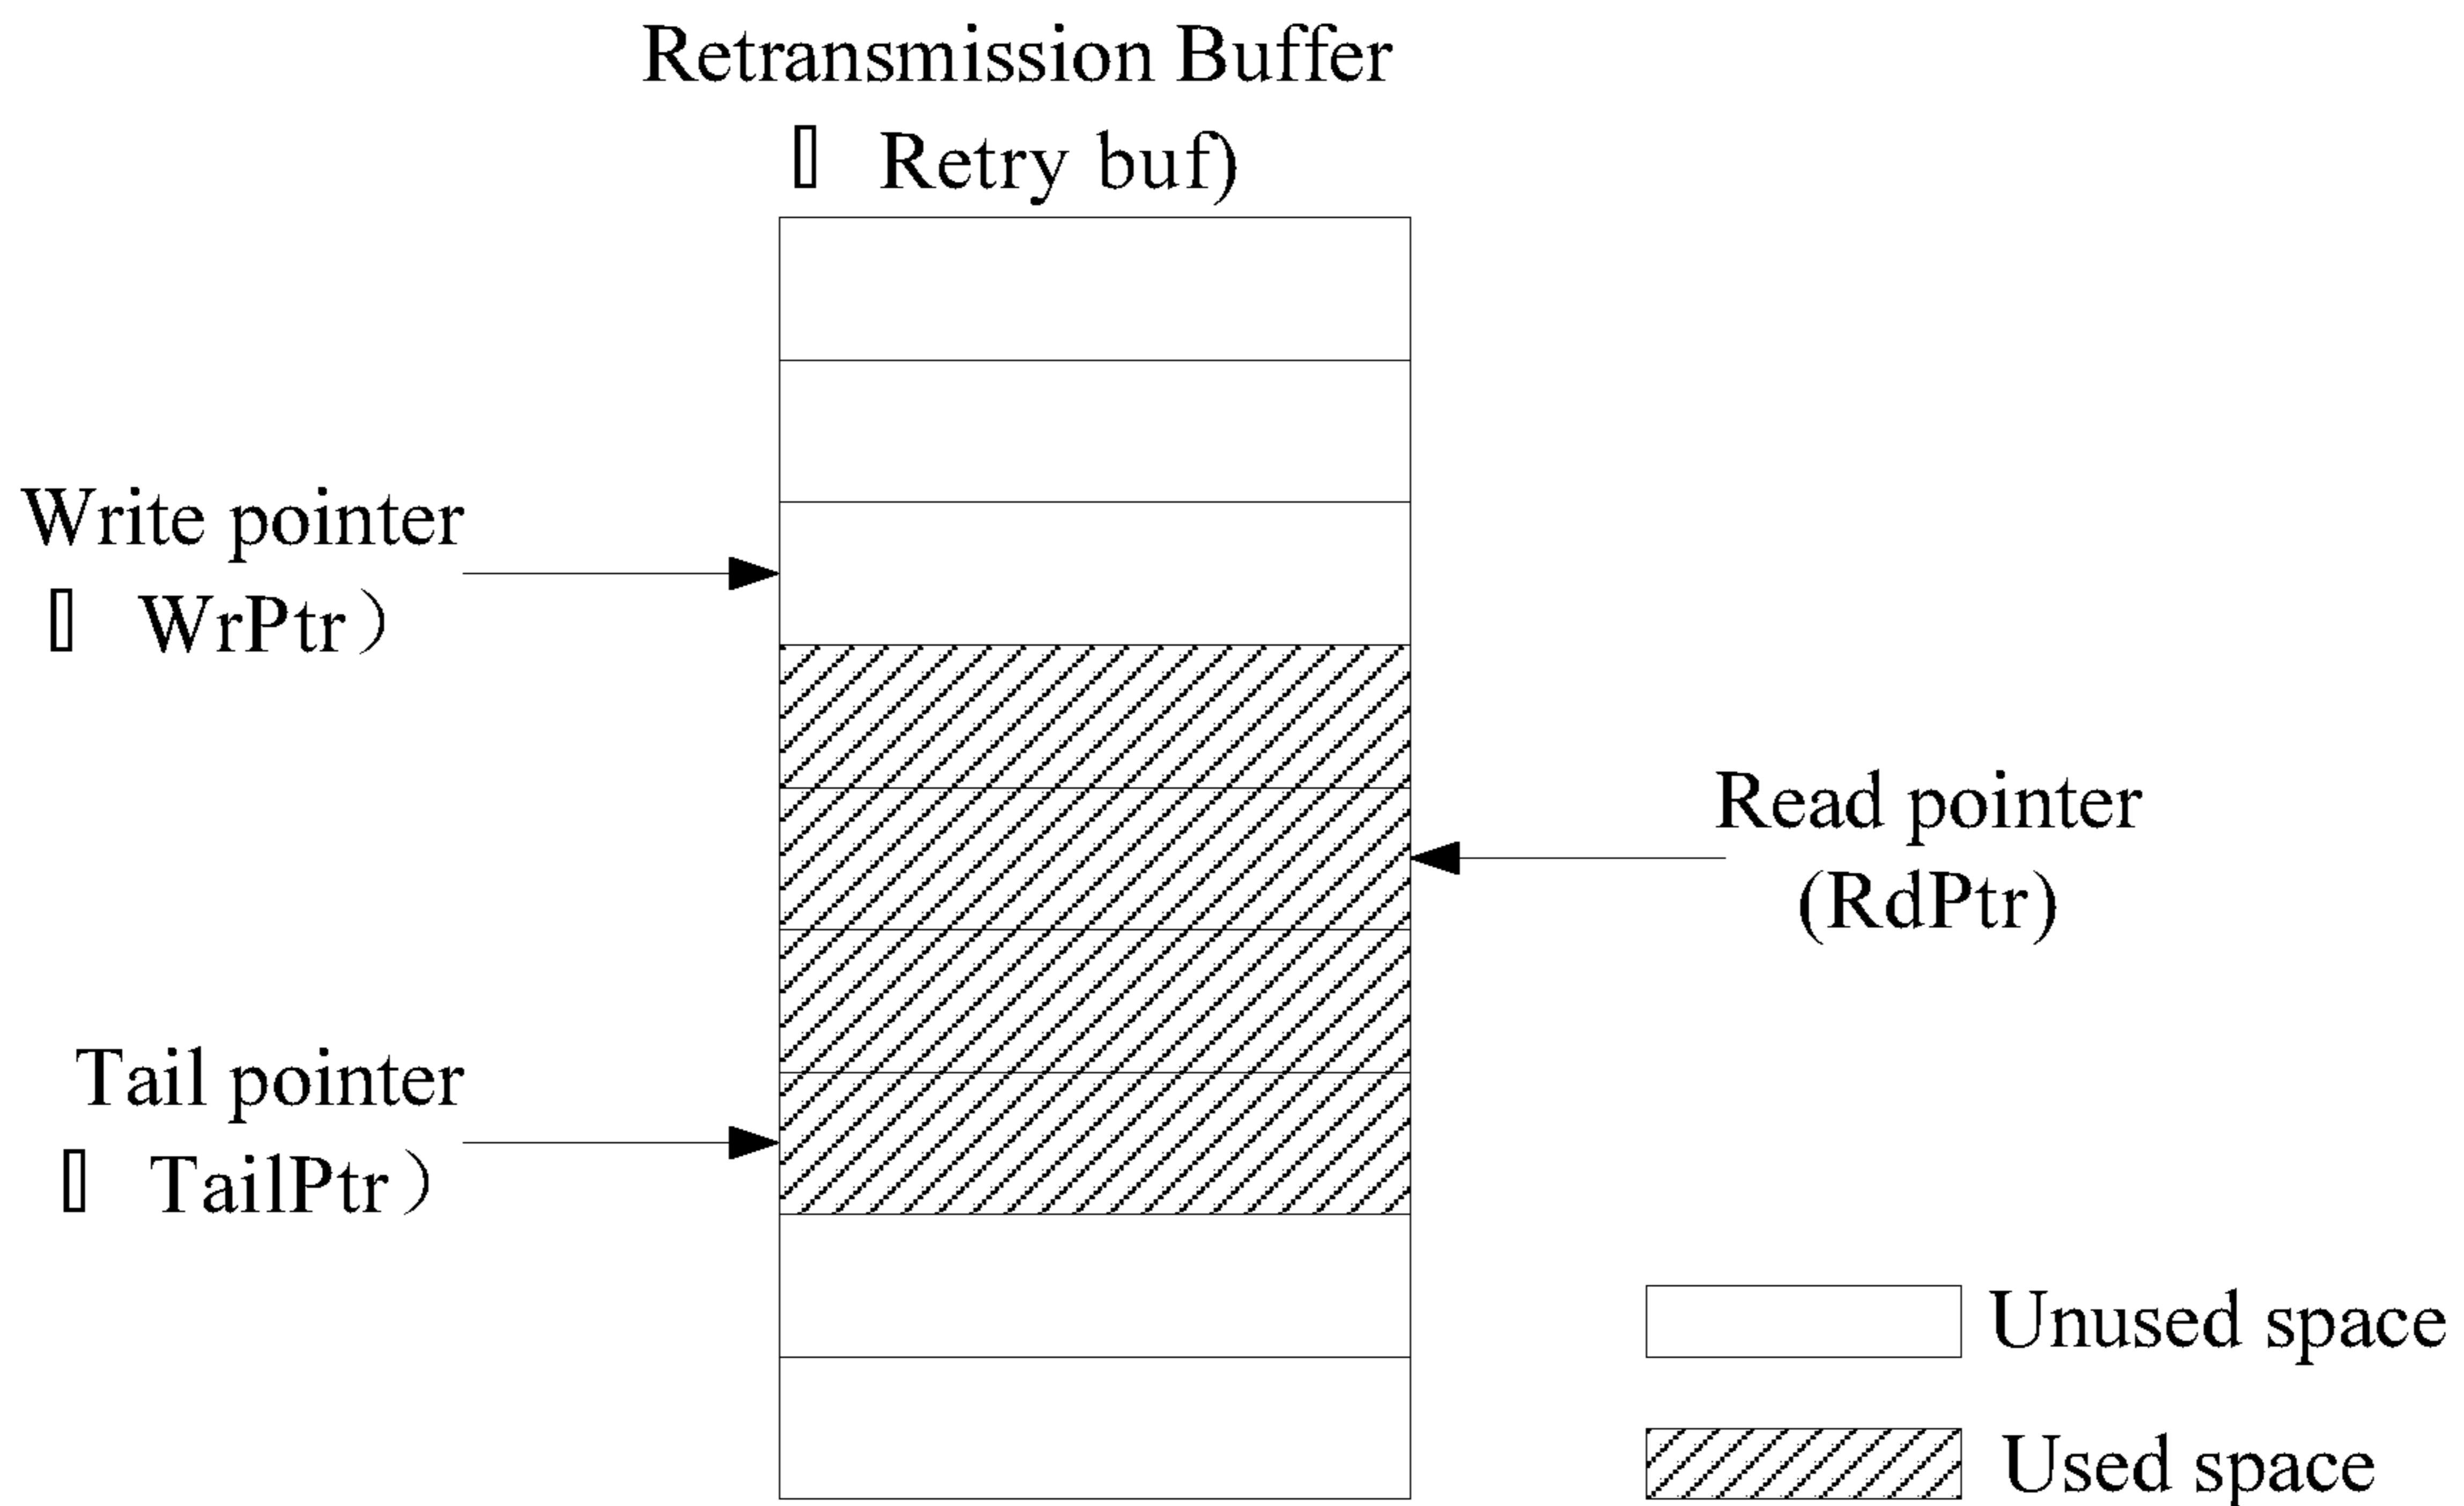 Retransmission Buffer
▯ Retry buf)
Write pointer
▯ WrPtr）
Read pointer
(RdPtr)
Tail pointer
▯ TailPtr）
Unused space
Used space